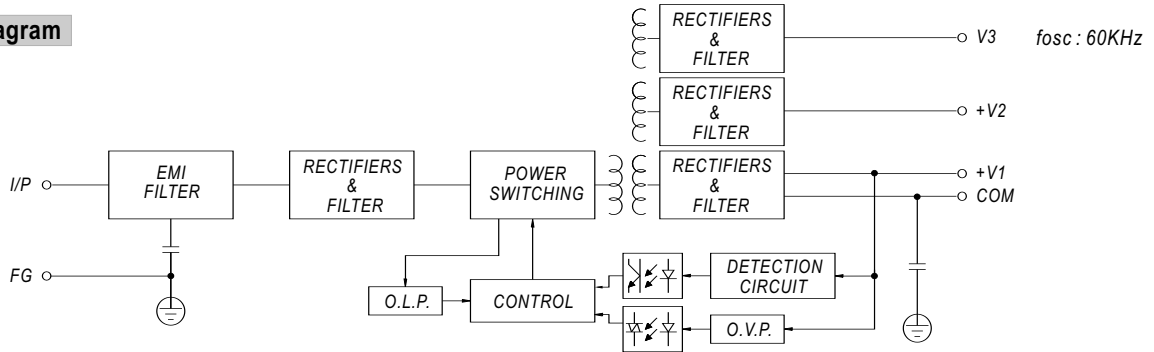 agram
RECTIFIERS
&
FILTER
V3
fosc : 60KHz
RECTIFIERS
&
FILTER
+V2
I/P
EMI
FILTER
RECTIFIERS
&
FILTER
POWER
SWITCHING
RECTIFIERS
&
FILTER
+V1
COM
FG
O.L.P.
CONTROL
DETECTION
CIRCUIT
O.V.P.